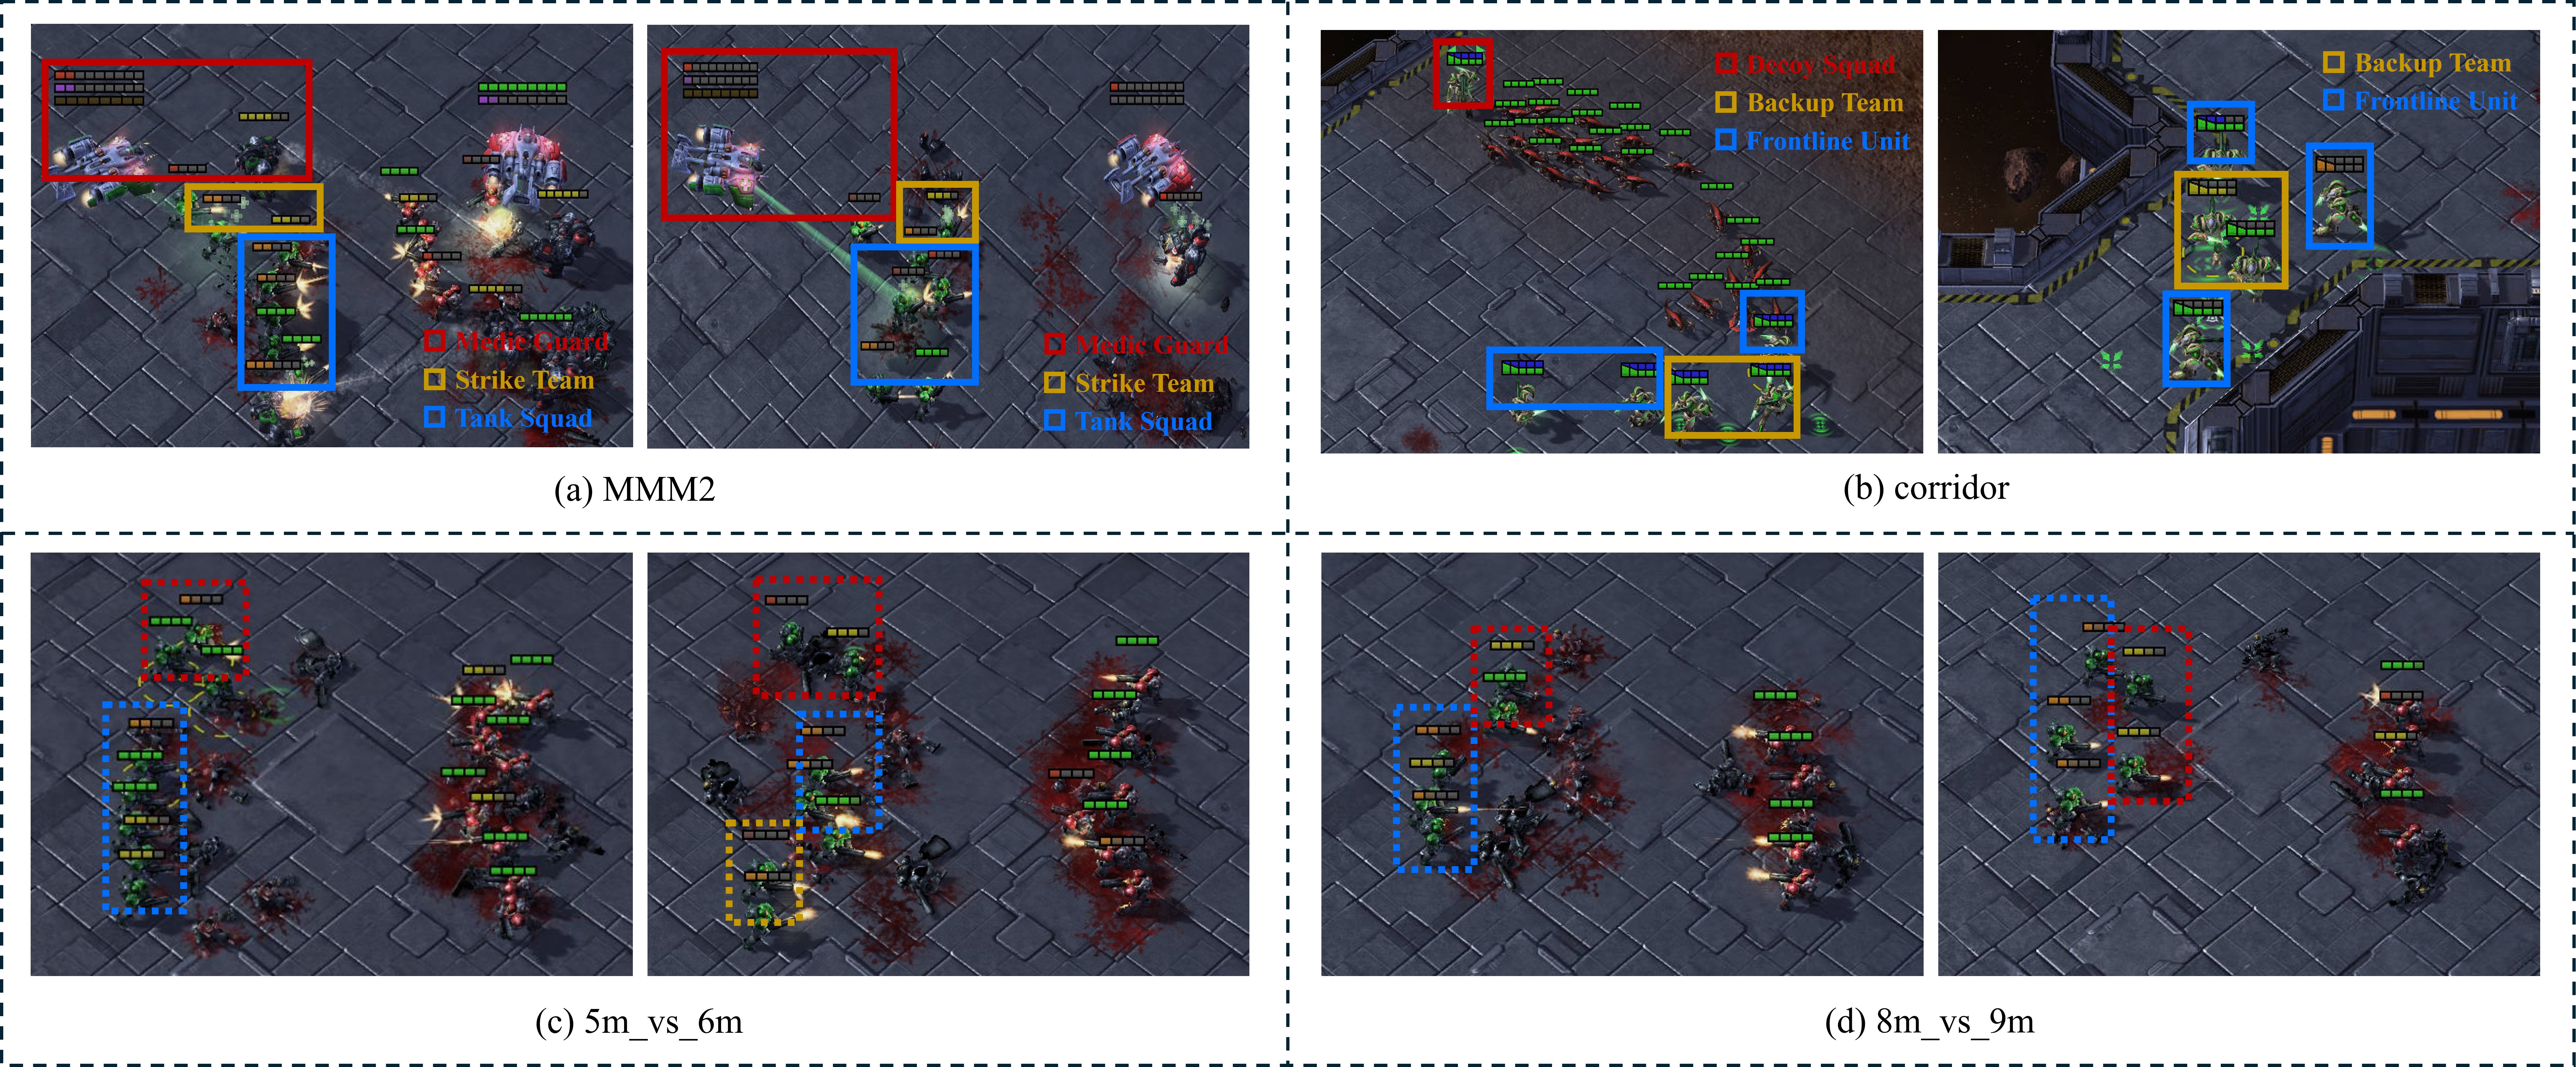 Medic Guard
Strike Team
Tank Squad
Medic Guard
Strike Team
Tank Squad
(a) MMM2
Decoy Squad
Backup Team
Frontline Unit
Backup Team
Frontline Unit
(b) corridor
(c) 5m_vs_6m
(d) 8m_vs_9m